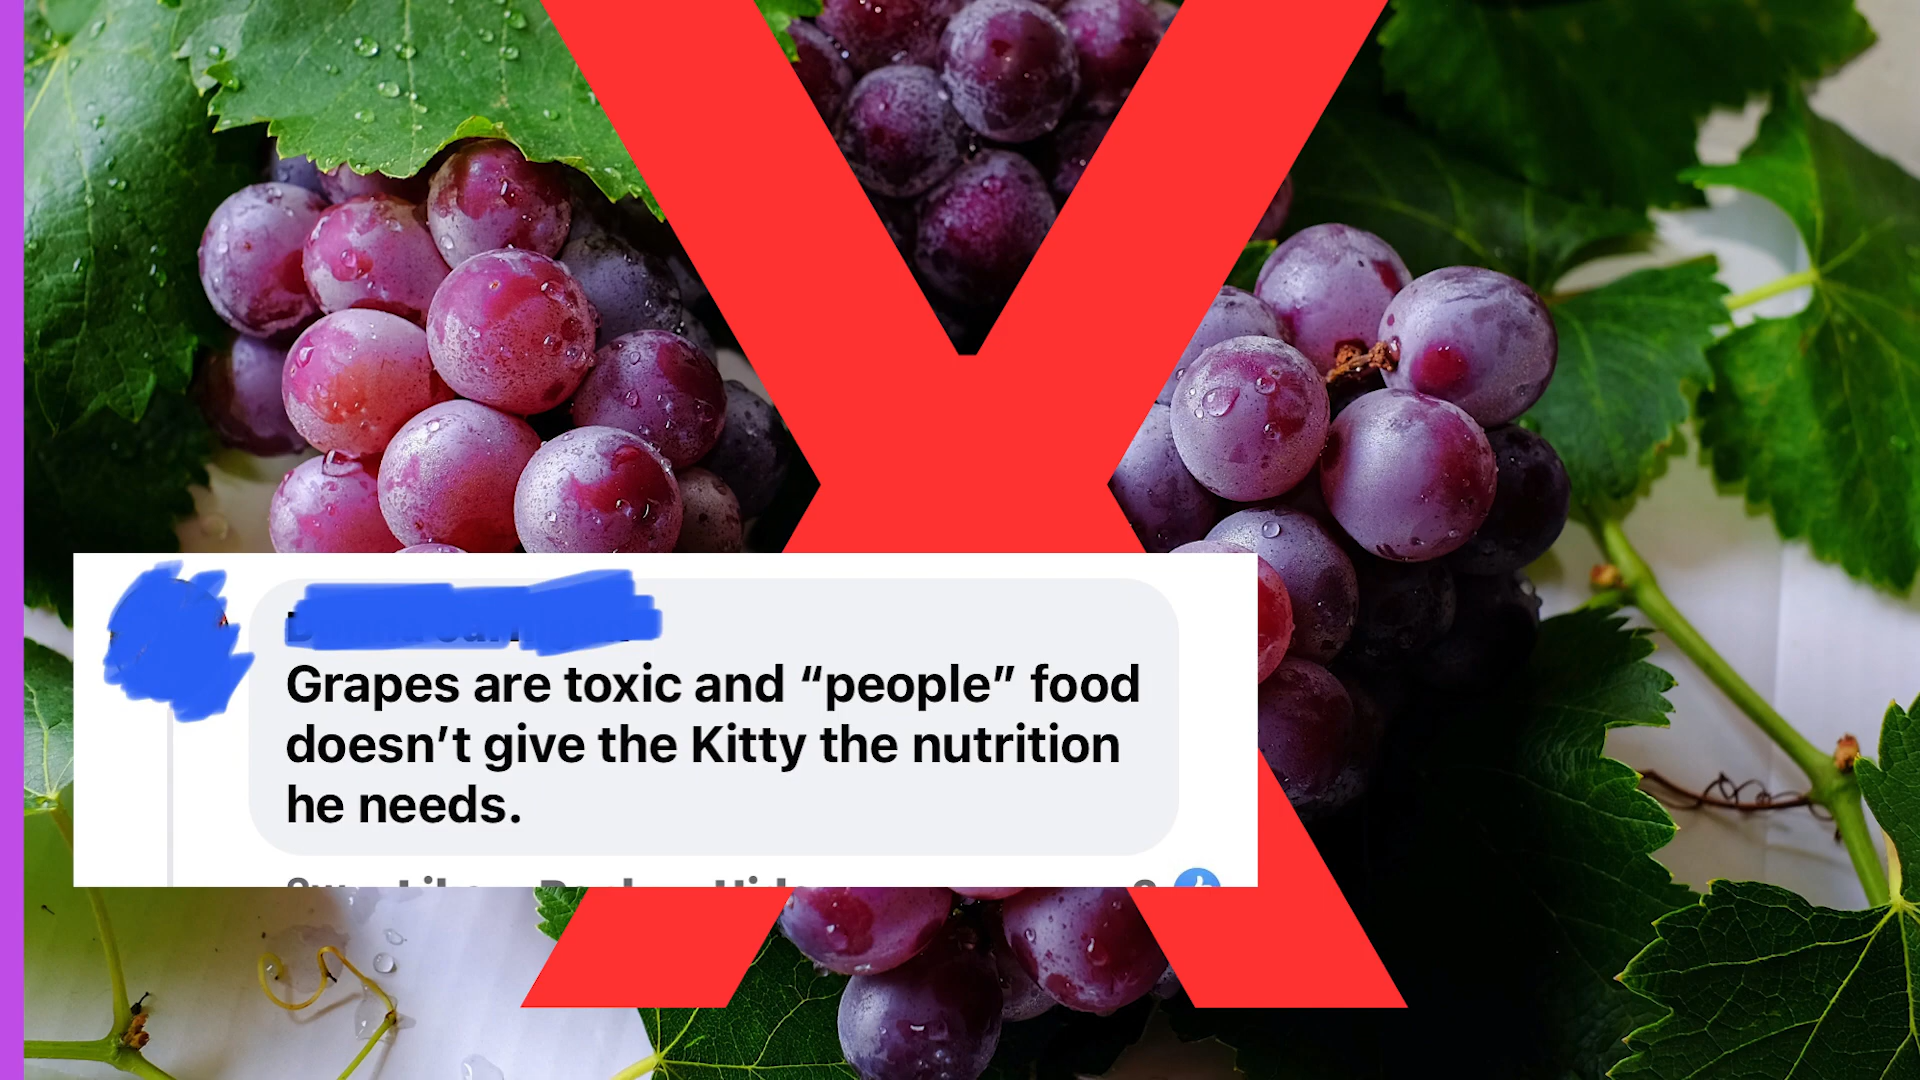 Grapes are toxic and “people” food
doesn’t give the Kitty the nutrition
he needs.